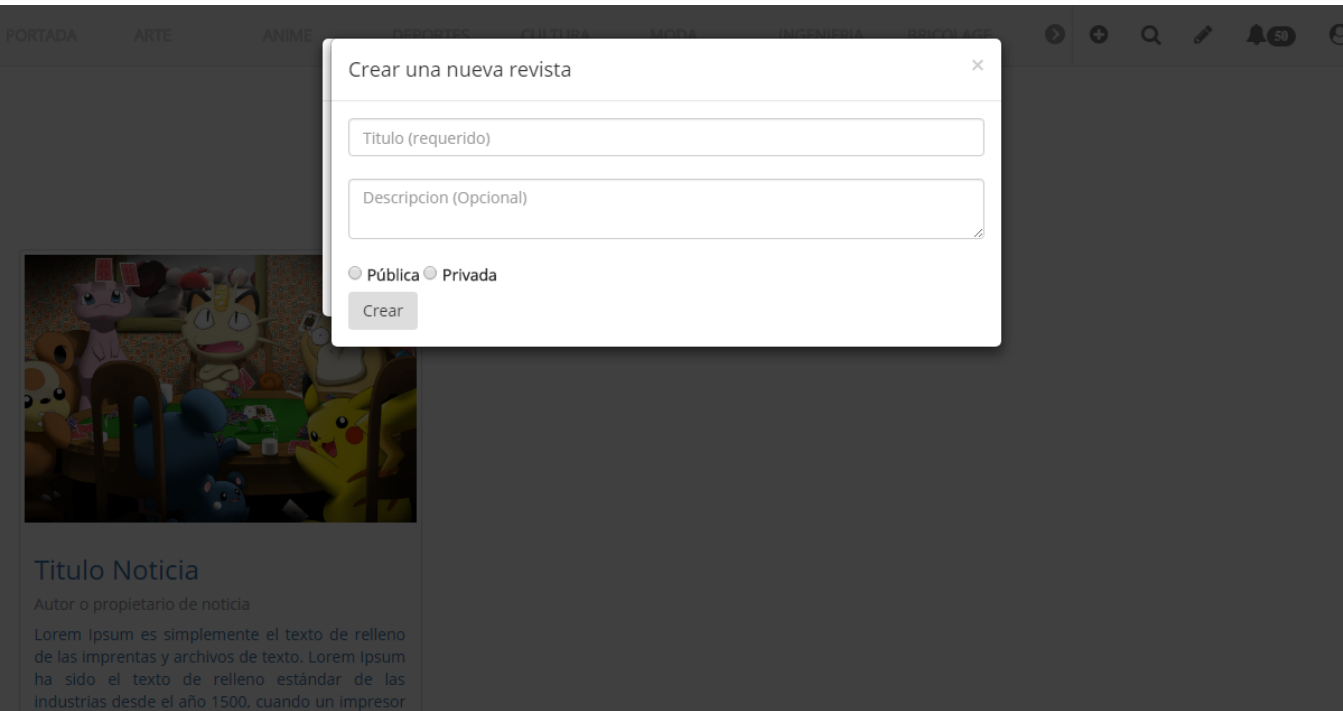 PORTADA ARTE ANIME DEPORTES CULTURA MODA INGENIERÍA BRICOLAGE 50
Crear una nueva revista ×
Titulo (requerido)
Descripcion (Opcional)
Pública Privada
Crear
Titulo Noticia
Autor o propietario de noticia
Lorem Ipsum es simplemente el texto de relleno
de las imprentas y archivos de texto. Lorem Ipsum
ha sido el texto de relleno estándar de las
industrias desde el año 1500, cuando un impresor